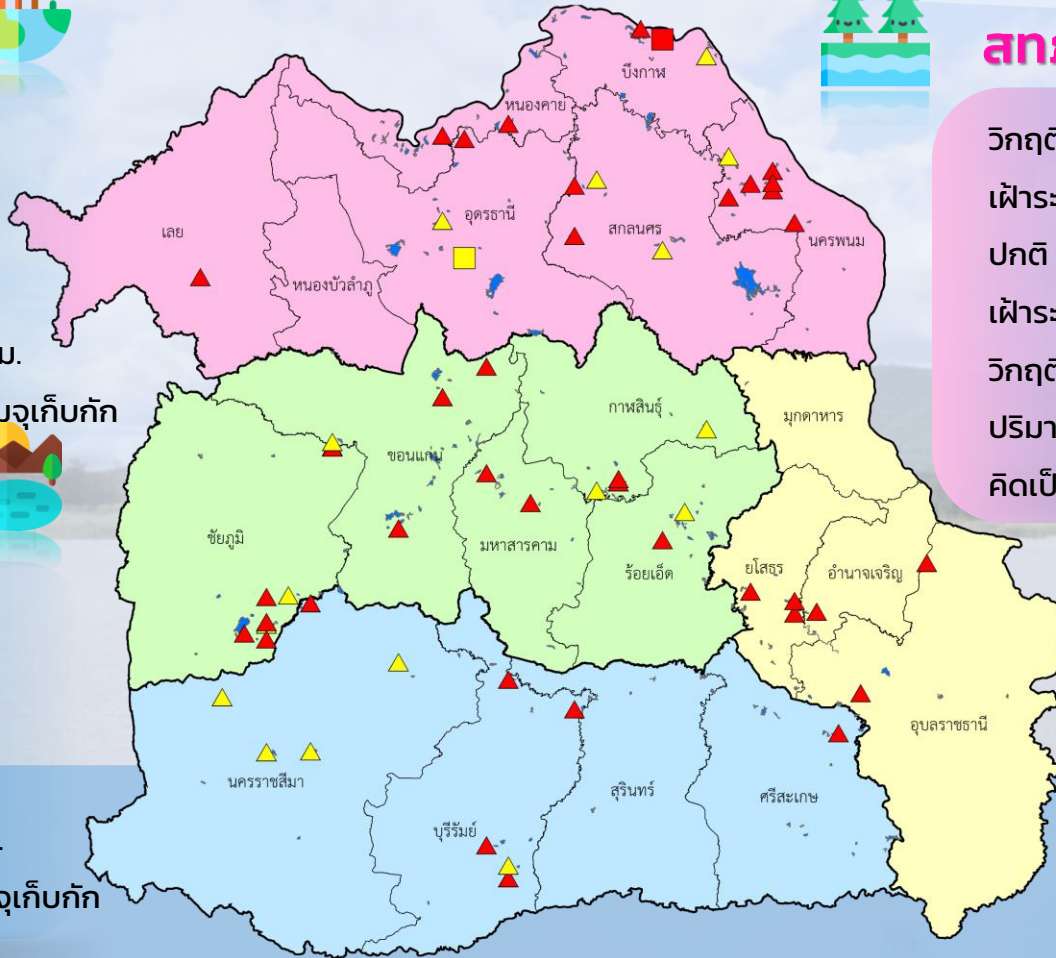 สทภ
วิกฤติ
เฝ้าระ
ปกติ
เฝ้าระ
วิกฤติ
ปริมา
คิดเป็
ม.
มจุเก็บกัก
จุเก็บกัก
บึงกาฬ
หนองคาย
เลย
อุดรธานี
สกลนคร
นครพนม
หนองบัวลำภู
กาฬสินธุ์
มุกดาหาร
ขอนแก่น
ชัยภูมิ
มหาสารคาม
ร้อยเอ็ด
ยโสธร
อำนาจเจริญ
อุบลราชธานี
นครราชสีมา
สุรินทร์
ศรีสะเกษ
บุรีรัมย์